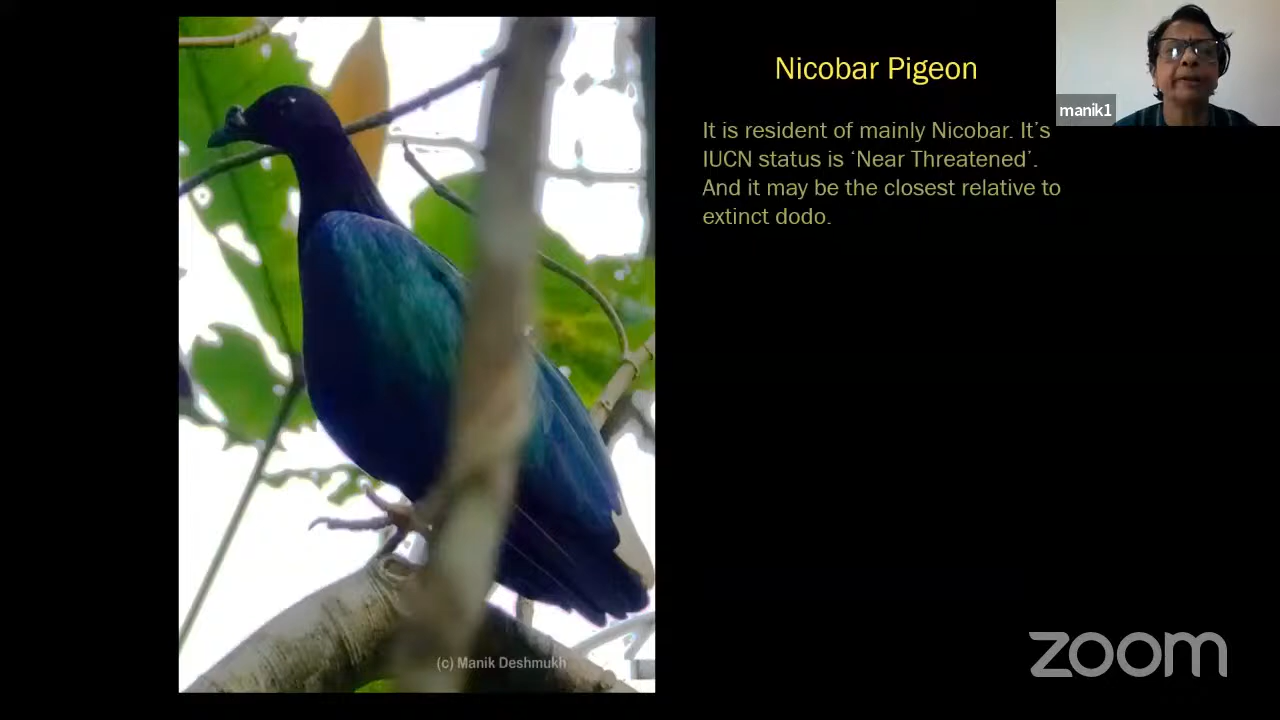 Nicobar Pigeon
manik1
It is resident of mainly Nicobar. It’s
IUCN status is ‘Near Threatened’.
And it may be the closest relative to
extinct dodo.
(c) Manik Deshmukh
zoom